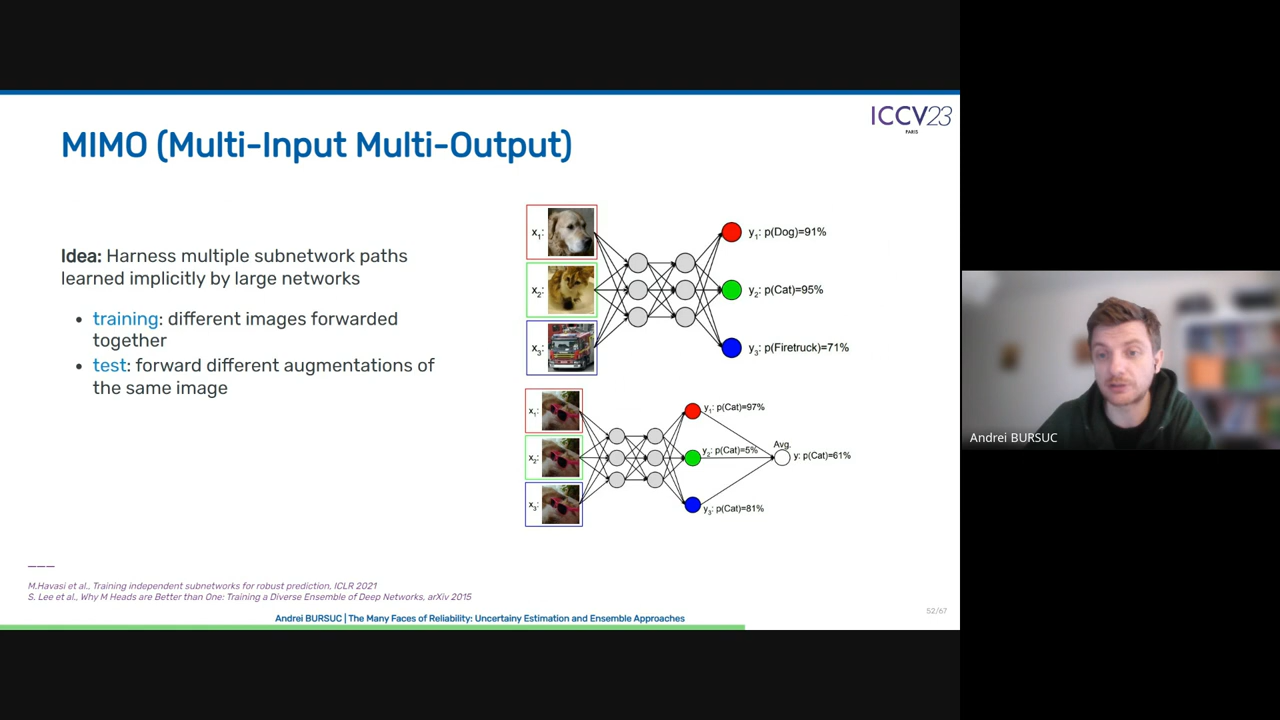 ICCV23
PARIS
MIMO (Multi-Input Multi-Output)
Idea: Harness multiple subnetwork paths
learned implicitly by large networks
• training: different images forwarded
together
• test: forward different augmentations of
the same image
x1:
x2:
x3:
y1: p(Dog)=91%
y2: p(Cat)=95%
y3: p(Firetruck)=71%
x1:
x2:
x3:
y1: p(Cat)=97%
y2: p(Cat)=5%
y3: p(Cat)=81%
Avg.
y: p(Cat)=61%
M.Havasi et al., Training independent subnetworks for robust prediction, ICLR 2021
S. Lee et al., Why M Heads are Better than One: Training a Diverse Ensemble of Deep Networks, arXiv 2015
Andrei BURSUC | The Many Faces of Reliability: Uncertainy Estimation and Ensemble Approaches
52/67
Andrei BURSUC